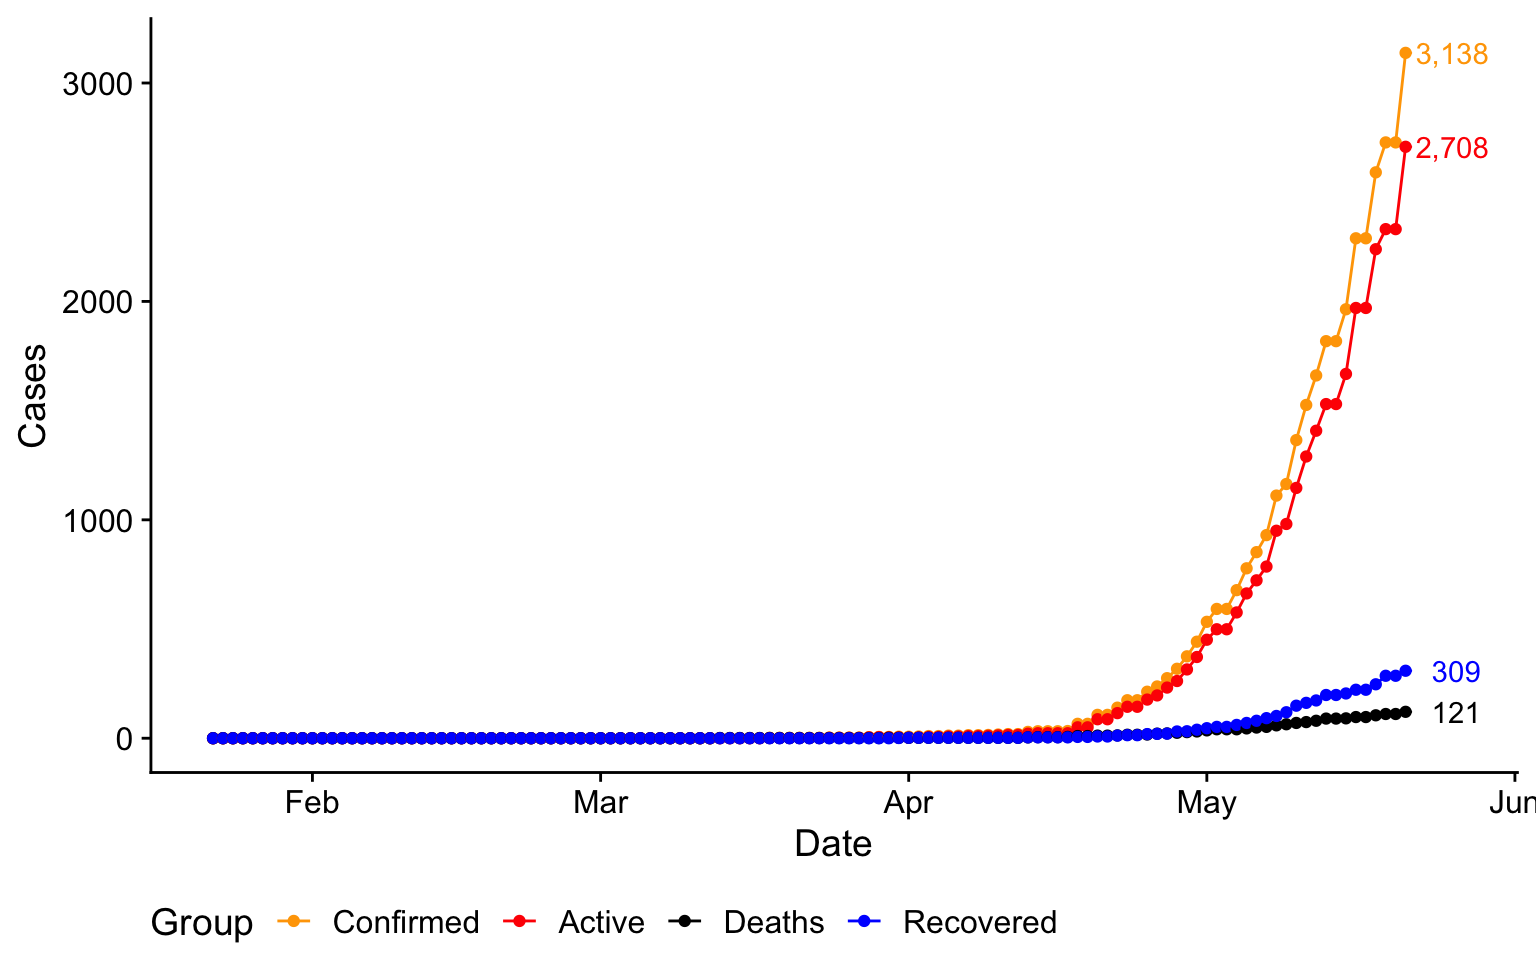 3,138
3000
2,708
2000
Cases
1000
309
121
0
Feb Mar Apr May Jun
Date
Group Confirmed Active Deaths Recovered